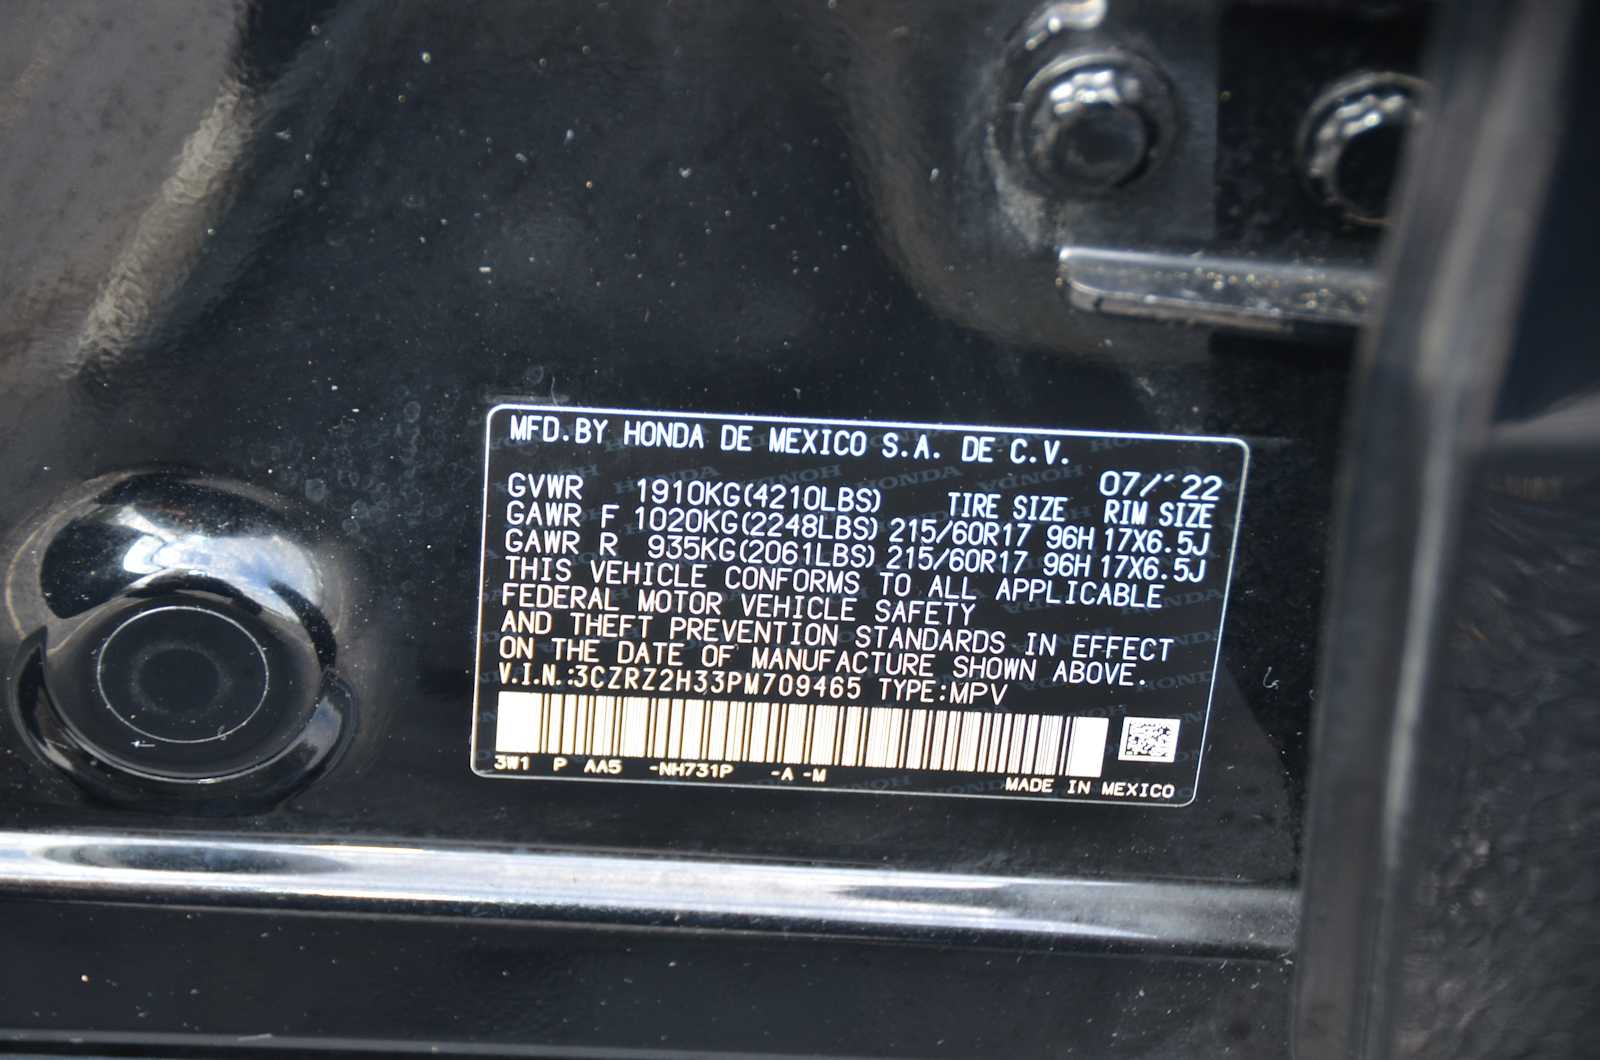 MFD.BY HONDA DE MEXICO S.A. DE C.V.
07/'22
GVWR 1910KG(4210LBS) TIRE SIZE RIM SIZE
GAWR F 1020KG(2248LBS) 215/60R17 96H 17X6.5J
GAWR R 935KG(2061LBS) 215/60R17 96H 17X6.5J
THIS VEHICLE CONFORMS TO ALL APPLICABLE
FEDERAL MOTOR VEHICLE SAFETY
AND THEFT PREVENTION STANDARDS IN EFFECT
ON THE DATE OF MANUFACTURE SHOWN ABOVE.
V.I.N.:3CZRZ2H33PM709465 TYPE:MPV
3W1 P AA5 -NH731P -A -M
MADE IN MEXICO